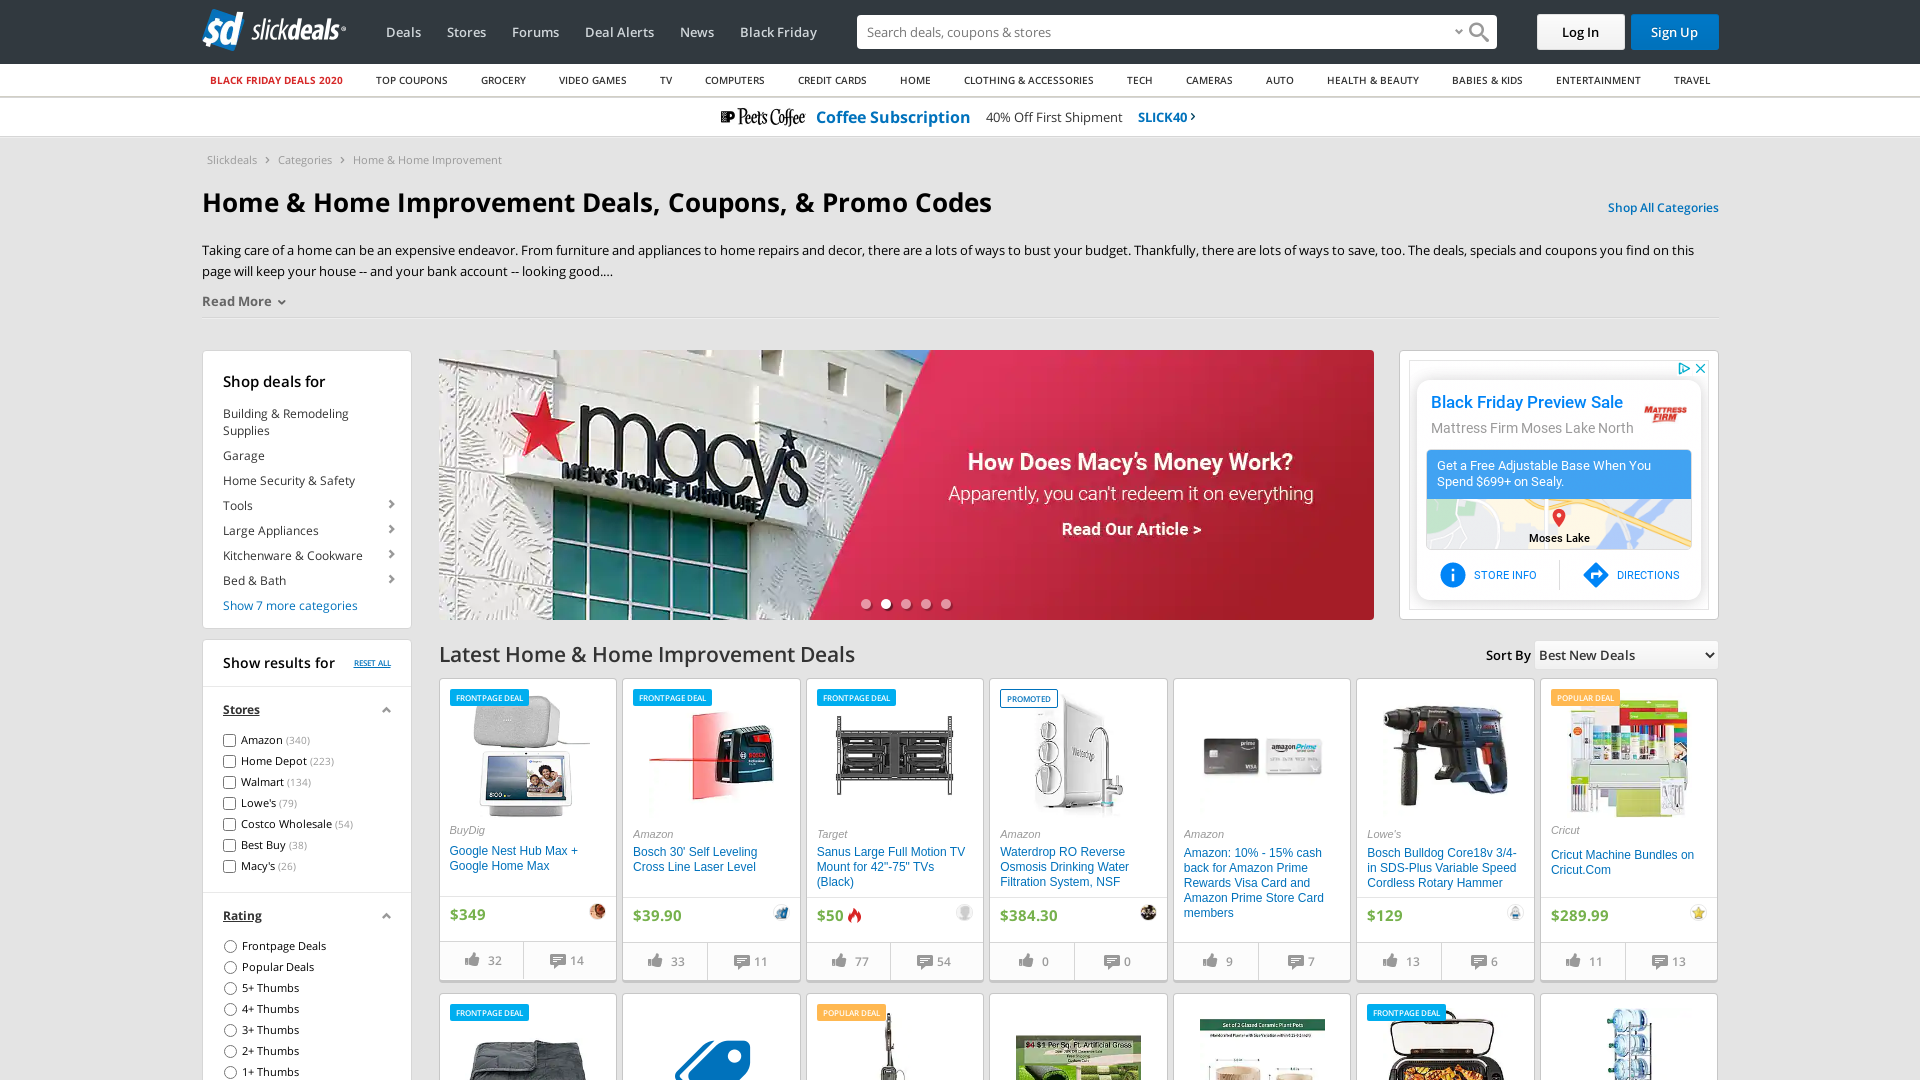 slickdeals
Deals
Stores
Forums
Deal Alerts
News
Black Friday
Search deals, coupons & stores
Log In
Sign Up
BLACK FRIDAY DEALS 2020
TOP COUPONS
GROCERY
VIDEO GAMES
TV
COMPUTERS
CREDIT CARDS
HOME
CLOTHING & ACCESSORIES
TECH
CAMERAS
AUTO
HEALTH & BEAUTY
BABIES & KIDS
ENTERTAINMENT
TRAVEL
Peet's Coffee Coffee Subscription 40% Off First Shipment SLICK40
Slickdeals > Categories > Home & Home Improvement
Home & Home Improvement Deals, Coupons, & Promo Codes
Shop All Categories
Taking care of a home can be an expensive endeavor. From furniture and appliances to home repairs and decor, there are a lots of ways to bust your budget. Thankfully, there are lots of ways to save, too. The deals, specials and coupons you find on this
page will keep your house -- and your bank account -- looking good....
Read More
Shop deals for
Building & Remodeling
Supplies
Garage
Home Security & Safety
Tools
Large Appliances
Kitchenware & Cookware
Bed & Bath
Show 7 more categories
macy's
MEN'S HOME FURNITURE
How Does Macy's Money Work?
Apparently, you can't redeem it on everything
Read Our Article >
Black Friday Preview Sale
Mattress Firm Moses Lake North
MATTRESS
FIRM
Get a Free Adjustable Base When You
Spend $699+ on Sealy.
Moses Lake
STORE INFO
DIRECTIONS
Show results for
RESET ALL
Stores
Amazon (340)
Home Depot (223)
Walmart (134)
Lowe's (79)
Costco Wholesale (54)
Best Buy (38)
Macy's (26)
Rating
Frontpage Deals
Popular Deals
5+ Thumbs
4+ Thumbs
3+ Thumbs
2+ Thumbs
1+ Thumbs
Latest Home & Home Improvement Deals
Sort By
Best New Deals
FRONTPAGE DEAL
BuyDig
Google Nest Hub Max +
Google Home Max
$349
32
14
FRONTPAGE DEAL
Amazon
Bosch 30' Self Leveling
Cross Line Laser Level
$39.90
33
11
FRONTPAGE DEAL
Target
Sanus Large Full Motion TV
Mount for 42"-75" TVs
(Black)
$50
77
54
PROMOTED
Waterdrop
Amazon
Waterdrop RO Reverse
Osmosis Drinking Water
Filtration System, NSF
$384.30
0
0
prime
VISA
amazonPrime
Amazon
Amazon: 10% - 15% cash
back for Amazon Prime
Rewards Visa Card and
Amazon Prime Store Card
members
9
7
Lowe's
Bosch Bulldog Core18v 3/4-
in SDS-Plus Variable Speed
Cordless Rotary Hammer
$129
13
6
POPULAR DEAL
Cricut
Cricut Machine Bundles on
Cricut.Com
$289.99
11
13
FRONTPAGE DEAL
POPULAR DEAL
$4 $1 Per Sq. Ft. Artificial Grass
Set of 3 Glazed Ceramic Plant Pots
FRONTPAGE DEAL